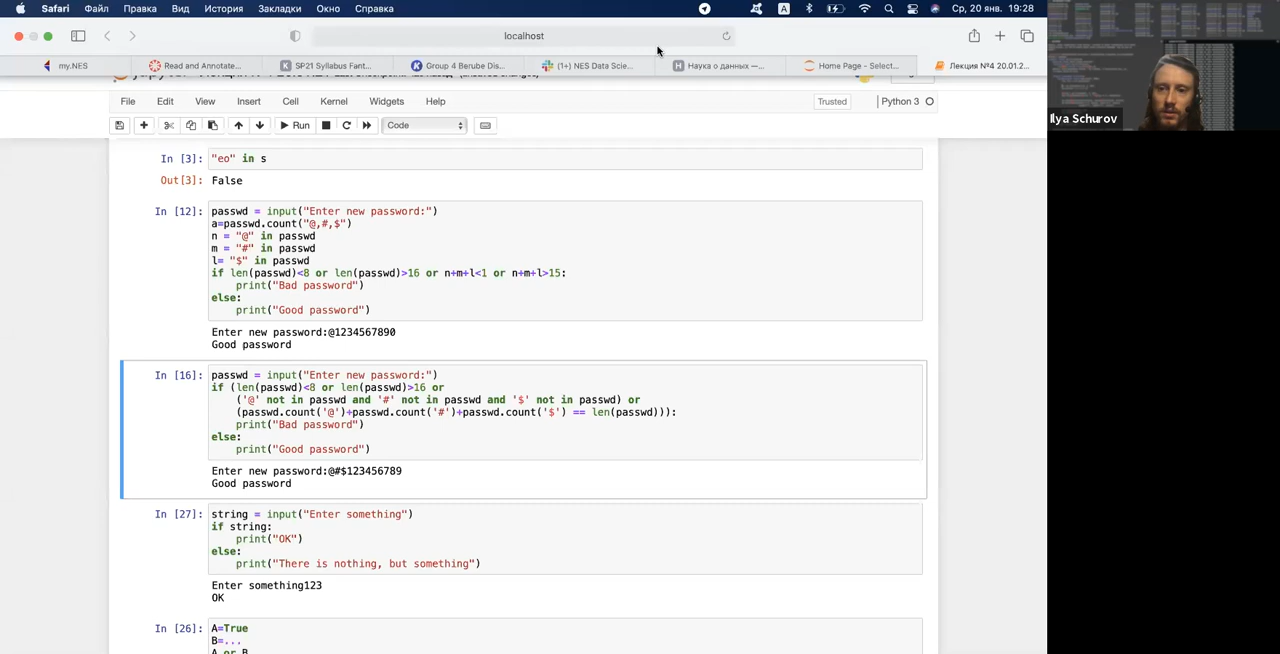 Safari Файл Правка Вид История Закладки Окно Справка A Ср, 20 янв. 19:28
localhost
my.NES Read and Annotate... SP21 Syllabus Fant... Group 4 Berube Dis... (1+) NES Data Scie... Наука о данных —... Home Page - Select... Лекция №4 20.01.2...
File Edit View Insert Cell Kernel Widgets Help Trusted Python 3
Run Code
In [3]: "eo" in s
Out[3]: False
In [12]: passwd = input("Enter new password:")
a=passwd.count("@,#,$")
n = "@" in passwd
m = "#" in passwd
l= "$" in passwd
if len(passwd)<8 or len(passwd)>16 or n+m+l<1 or n+m+l>15:
print("Bad password")
else:
print("Good password")
Enter new password:@1234567890
Good password
In [16]: passwd = input("Enter new password:")
if (len(passwd)<8 or len(passwd)>16 or
('@' not in passwd and '#' not in passwd and '$' not in passwd) or
(passwd.count('@')+passwd.count('#')+passwd.count('$') == len(passwd))):
print("Bad password")
else:
print("Good password")
Enter new password:@#$123456789
Good password
In [27]: string = input("Enter something")
if string:
print("OK")
else:
print("There is nothing, but something")
Enter something123
OK
In [26]: A=True
B=...
A or B
Ilya Schurov